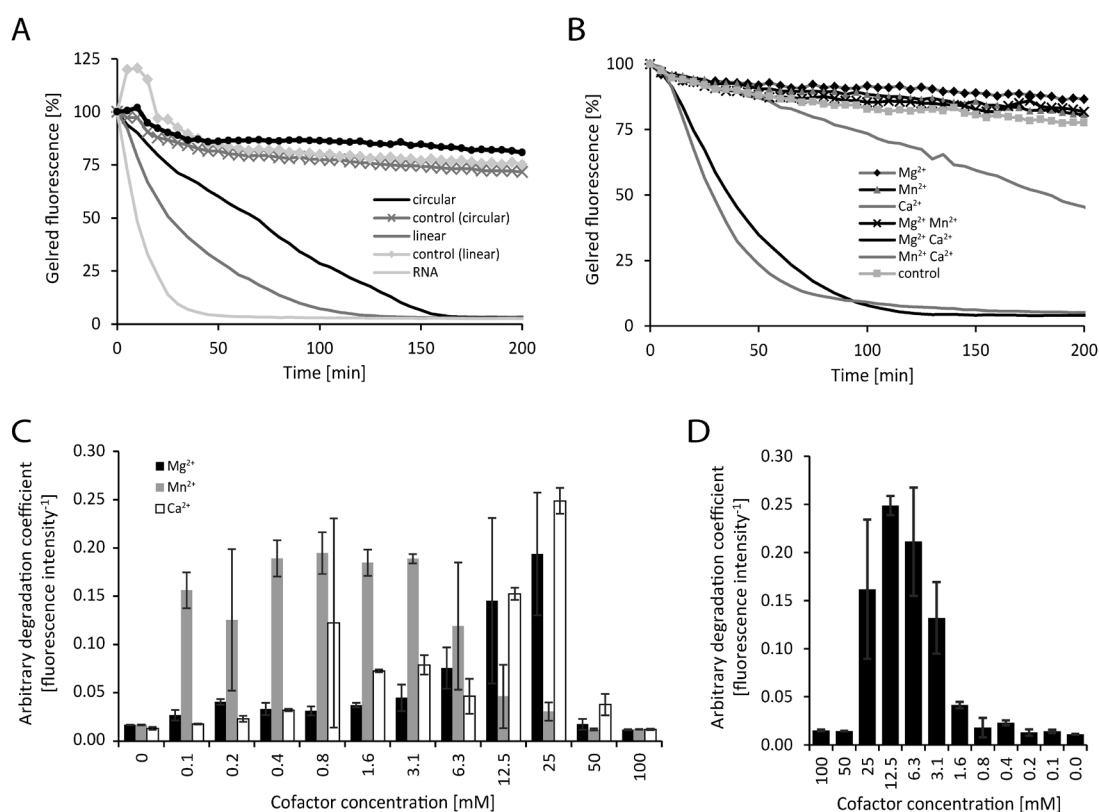 A
Gelred fluorescence [%]
125
100
75
50
25
0
0 50 100 150 200
Time [min]
circular
control (circular)
linear
control (linear)
RNA
B
Gelred fluorescence [%]
100
75
50
25
0
0 50 100 150 200
Time [min]
Mg²⁺
Mn²⁺
Ca²⁺
Mg²⁺ Mn²⁺
Mg²⁺ Ca²⁺
Mn²⁺ Ca²⁺
control
C
Arbitrary degradation coefficient
[fluorescence intensity⁻¹]
0.30
0.25
0.20
0.15
0.10
0.05
0.00
Mg²⁺
Mn²⁺
Ca²⁺
0 0.1 0.2 0.4 0.8 1.6 3.1 6.3 12.5 25 50 100
Cofactor concentration [mM]
D
Arbitrary degradation coefficient
[fluorescence intensity⁻¹]
0.30
0.25
0.20
0.15
0.10
0.05
0.00
100 50 25 12.5 6.3 3.1 1.6 0.8 0.4 0.2 0.1 0.0
Cofactor concentration [mM]